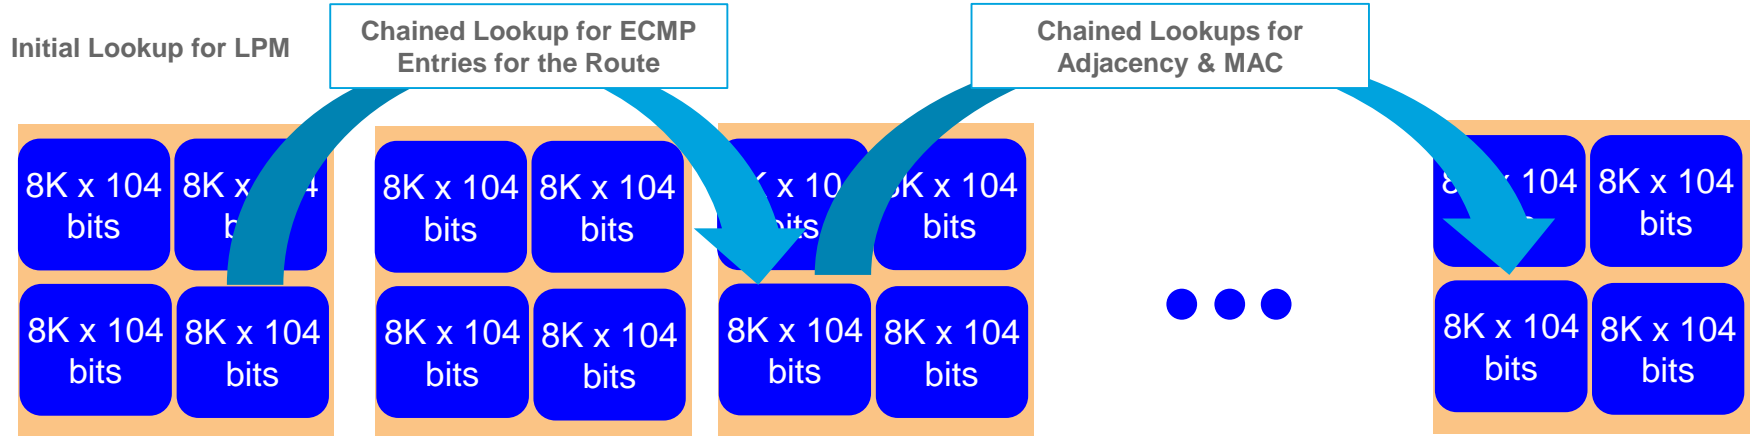 Initial Lookup for LPM
Chained Lookup for ECMP
Entries for the Route
Chained Lookups for
Adjacency & MAC
8K x 104
bits
8K x
8K x 104
bits
8K x 104
bits
x
bits
K x 104
bits
104
8K x 104
bits
8K x 104
bits
8K x 104
bits
8K x 104
bits
8K x 104
bits
8K x 104
bits
8K x 104
bits
8K x 104
bits
8K x 104
bits